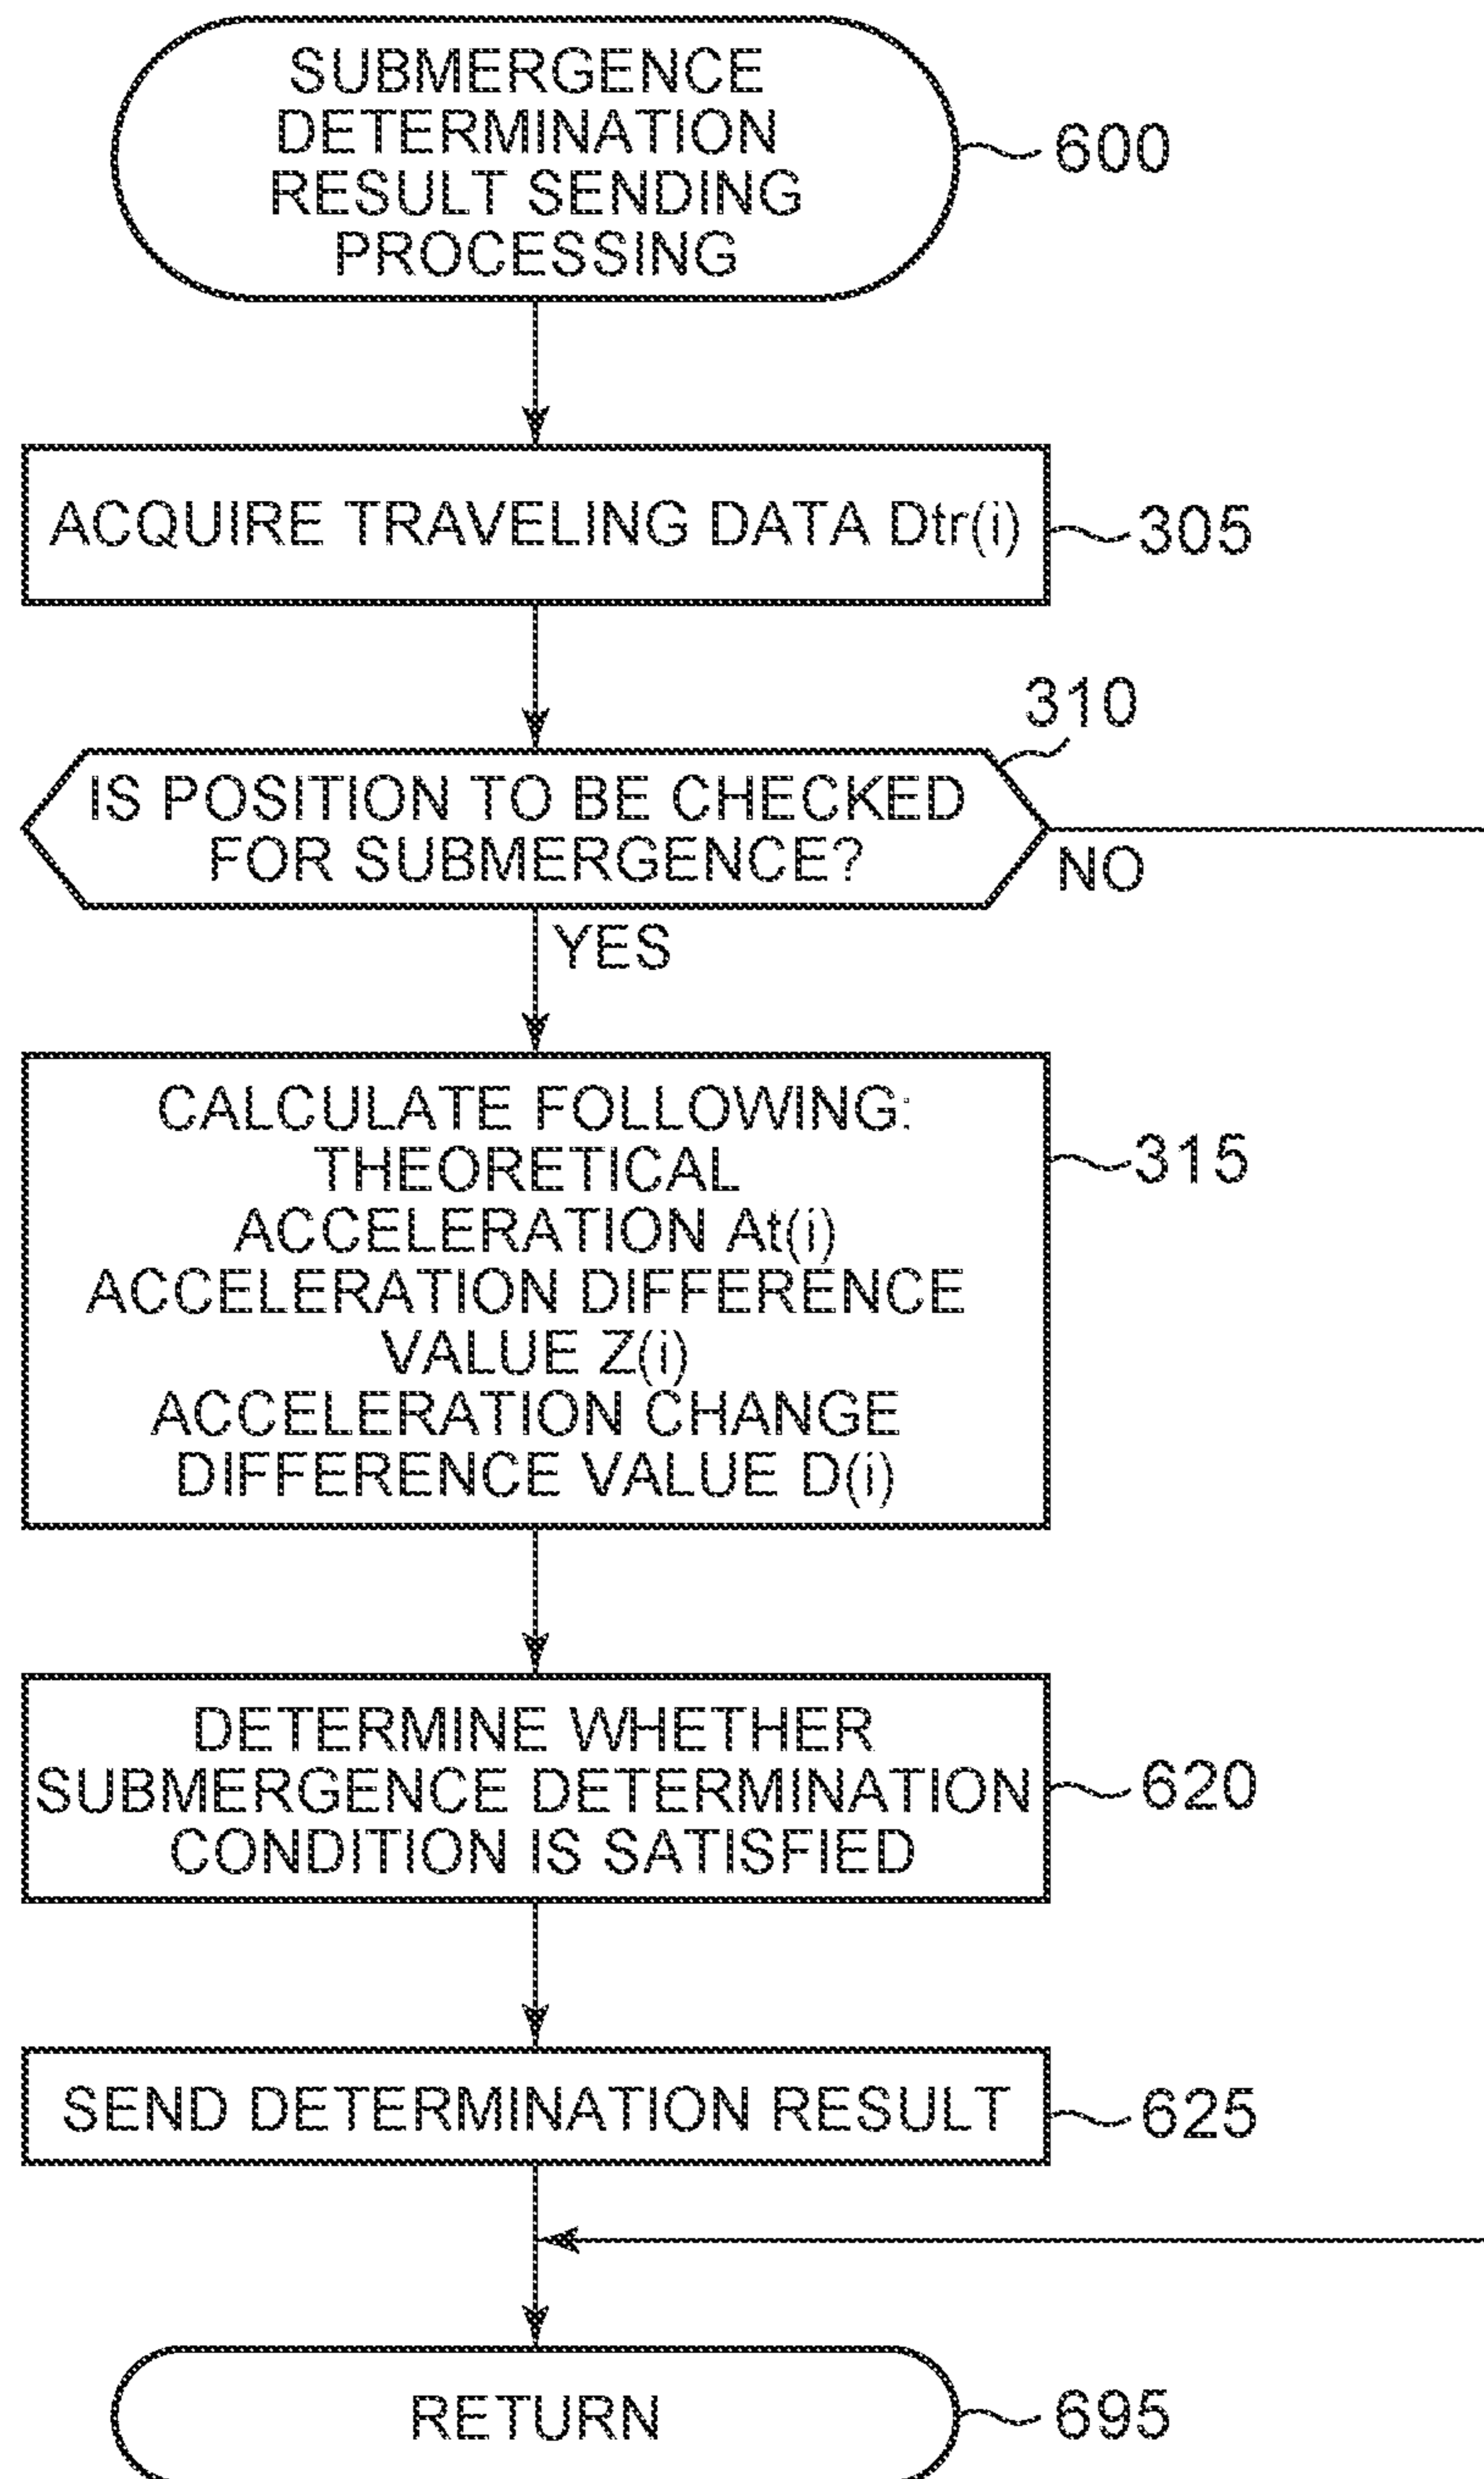 SUBMERGENCE
DETERMINATION
RESULT SENDING
PROCESSING
600
ACQUIRE TRAVELING DATA Dtr(i)
305
310
IS POSITION TO BE CHECKED
FOR SUBMERGENCE?
NO
YES
CALCULATE FOLLOWING:
THEORETICAL
ACCELERATION At(i)
ACCELERATION DIFFERENCE
VALUE Z(i)
ACCELERATION CHANGE
DIFFERENCE VALUE D(i)
315
DETERMINE WHETHER
SUBMERGENCE DETERMINATION
CONDITION IS SATISFIED
620
SEND DETERMINATION RESULT
625
RETURN
695